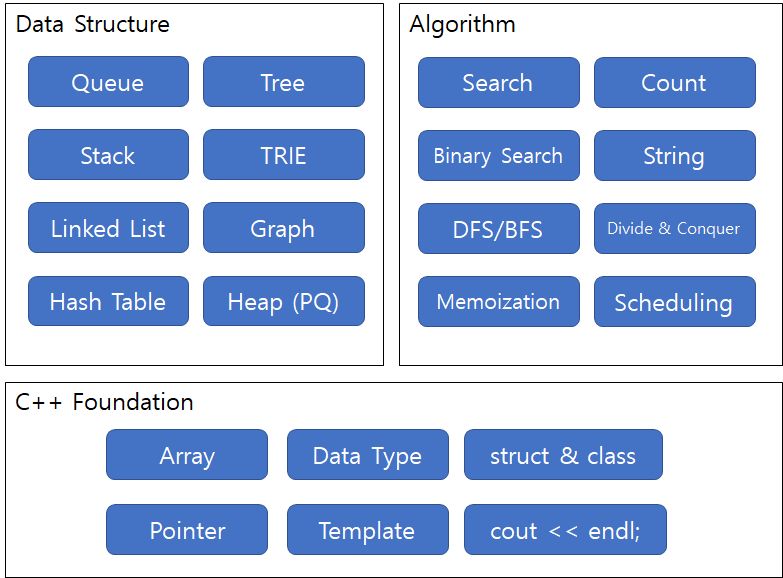 Data Structure
Queue
Tree
Stack
TRIE
Linked List
Graph
Hash Table
Heap (PQ)
Algorithm
Search
Count
Binary Search
String
DFS/BFS
Divide & Conquer
Memoization
Scheduling
C++ Foundation
Array
Data Type
struct & class
Pointer
Template
cout << endl;